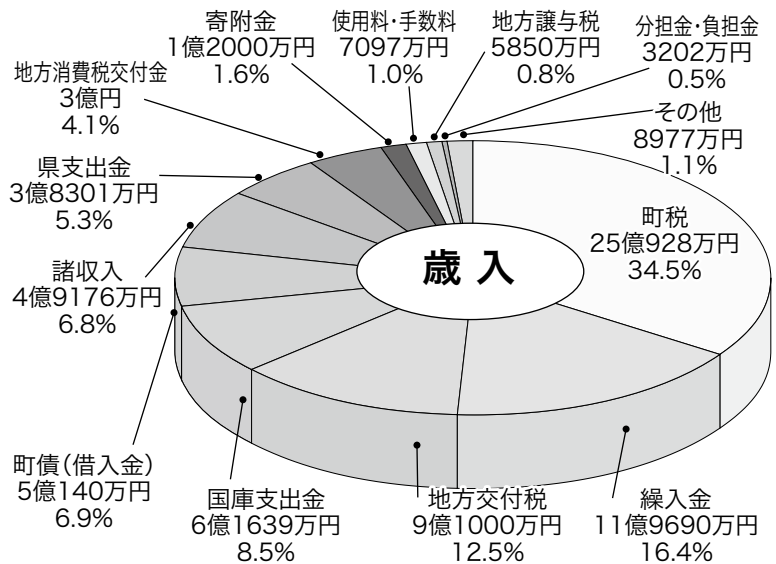 寄附金
1億2000万円
1.6%
使用料・手数料
7097万円
1.0%
地方譲与税
5850万円
0.8%
分担金・負担金
3202万円
0.5%
その他
8977万円
1.1%
地方消費税交付金
3億円
4.1%
県支出金
3億8301万円
5.3%
諸収入
4億9176万円
6.8%
町税
25億928万円
34.5%
歳入
町債(借入金)
5億140万円
6.9%
国庫支出金
6億1639万円
8.5%
地方交付税
9億1000万円
12.5%
繰入金
11億9690万円
16.4%